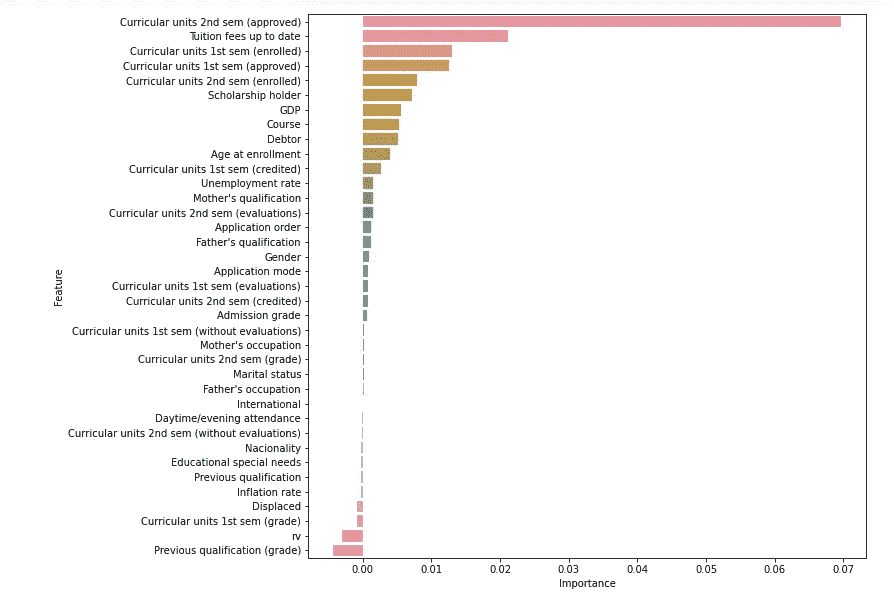 Curricular units 2nd sem (approved)
Tuition fees up to date
Curricular units 1st sem (enrolled)
Curricular units 1st sem (approved)
Curricular units 2nd sem (enrolled)
Scholarship holder
GDP
Course
Debtor
Age at enrollment
Curricular units 1st sem (credited)
Unemployment rate
Mother's qualification
Curricular units 2nd sem (evaluations)
Application order
Father's qualification
Gender
Application mode
Curricular units 1st sem (evaluations)
Curricular units 2nd sem (credited)
Admission grade
Curricular units 1st sem (without evaluations)
Mother's occupation
Curricular units 2nd sem (grade)
Marital status
Father's occupation
International
Daytime/evening attendance
Curricular units 2nd sem (without evaluations)
Nacionality
Educational special needs
Previous qualification
Inflation rate
Displaced
Curricular units 1st sem (grade)
rv
Previous qualification (grade)
Feature
0.00 0.01 0.02 0.03 0.04 0.05 0.06 0.07
Importance